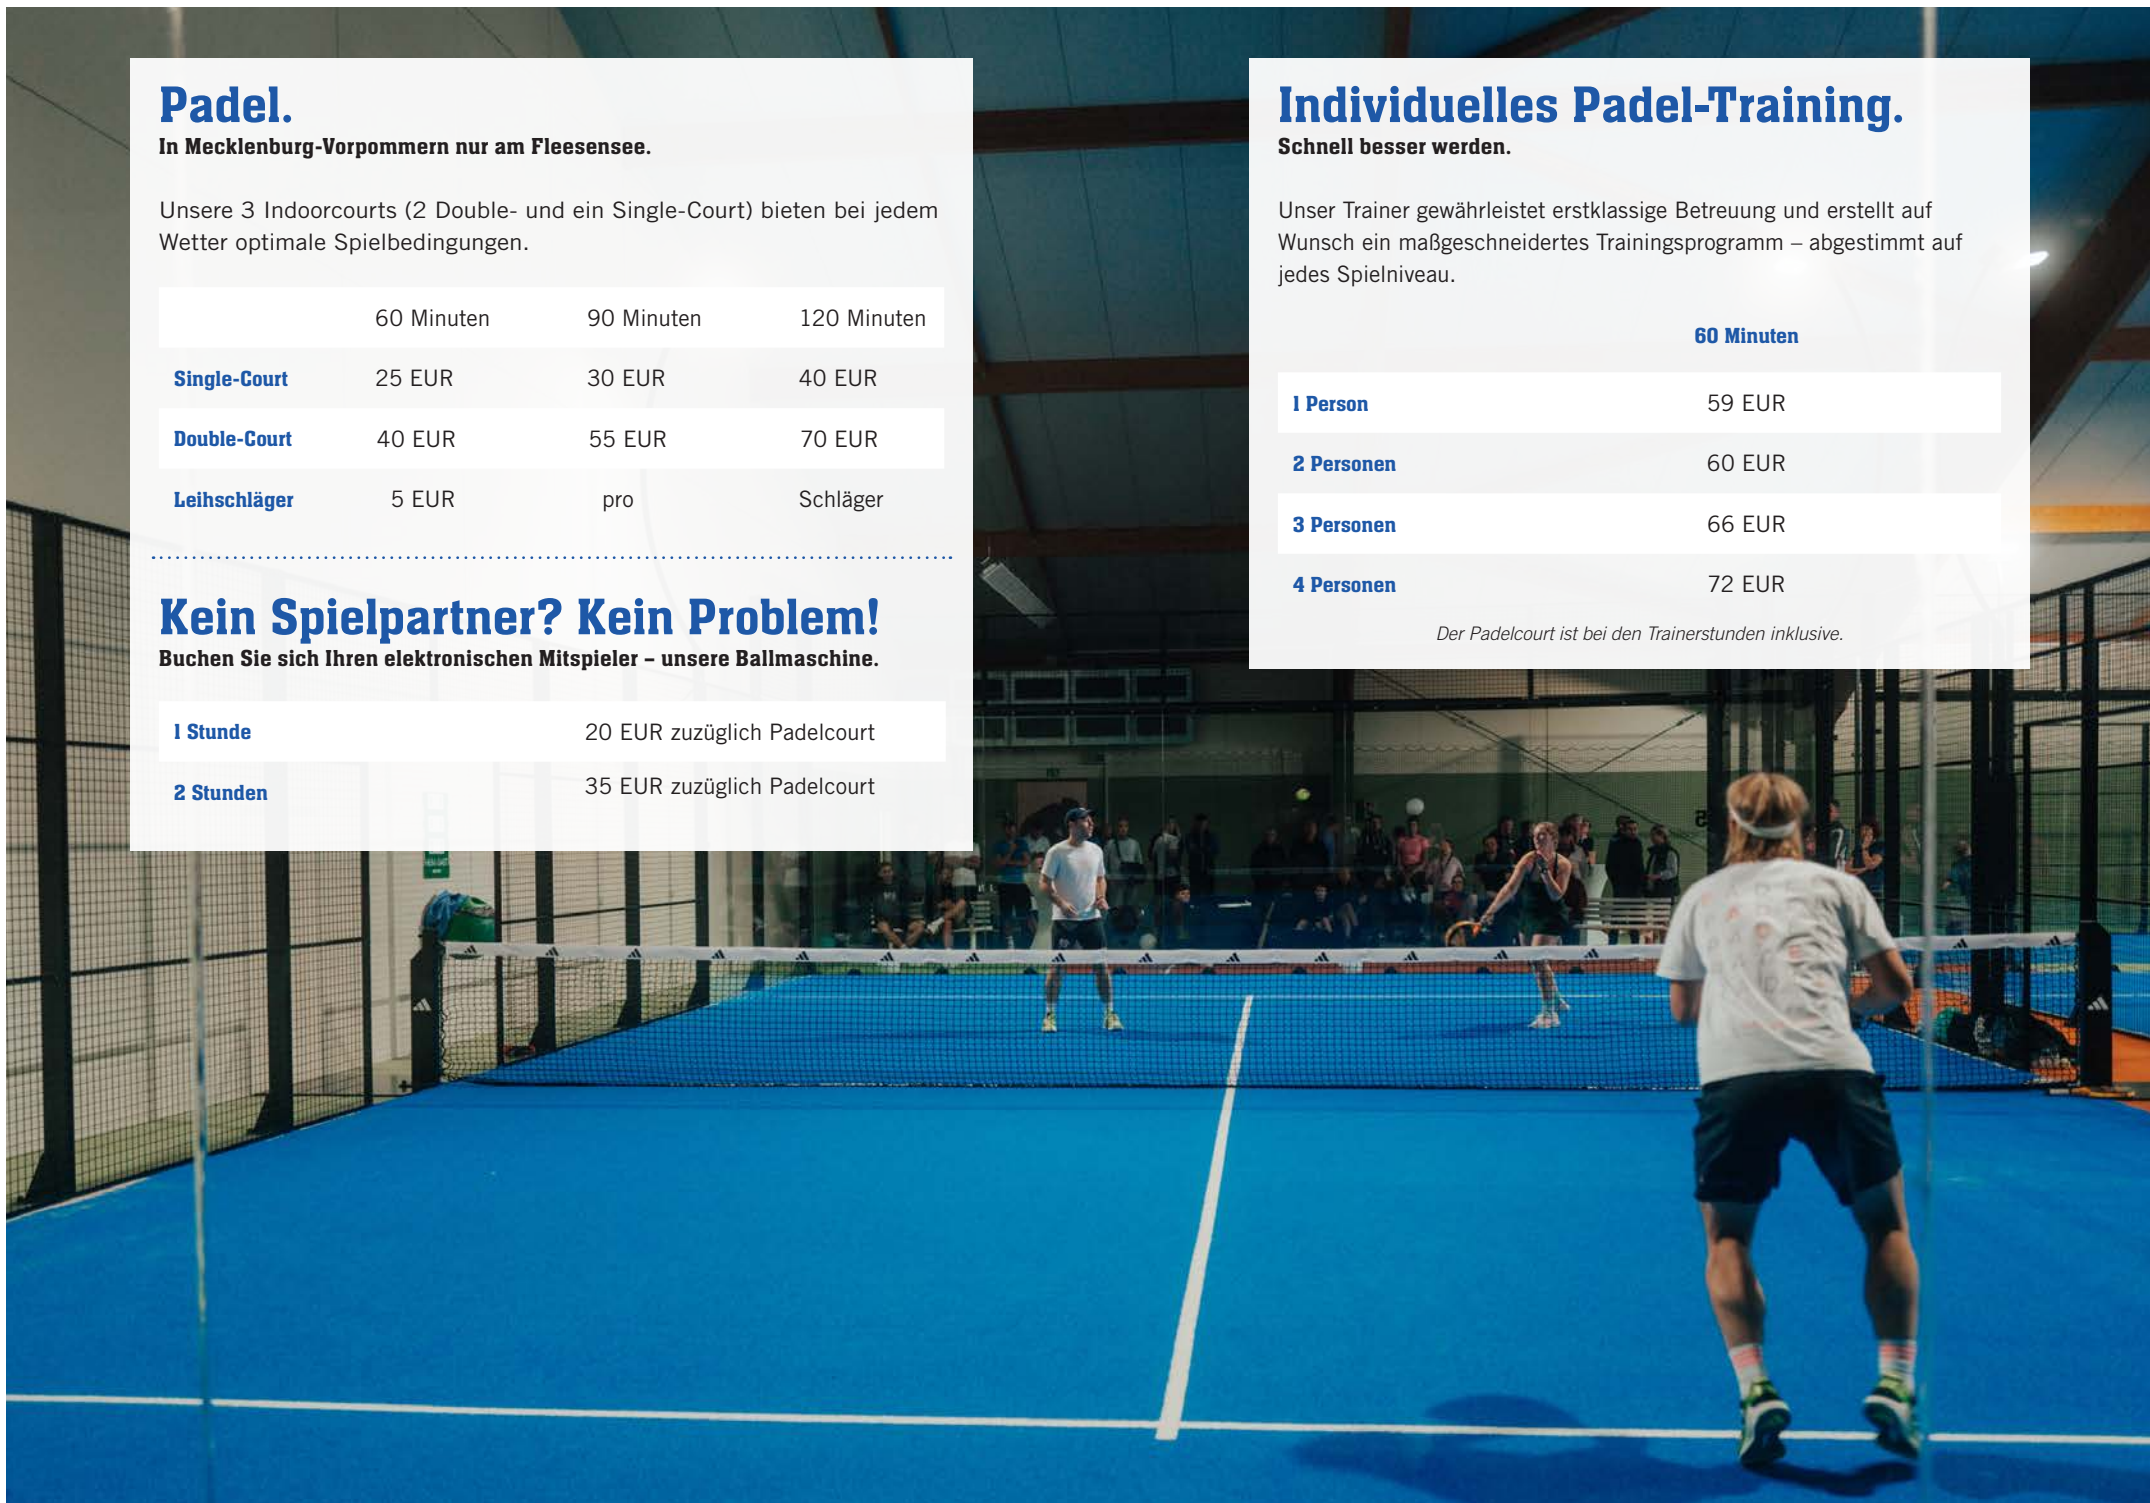 Padel.
In Mecklenburg-Vorpommern nur am Fleesensee.
Unsere 3 Indoorcourts (2 Double- und ein Single-Court) bieten bei jedem
Wetter optimale Spielbedingungen.
60 Minuten 90 Minuten 120 Minuten
Single-Court 25 EUR 30 EUR 40 EUR
Double-Court 40 EUR 55 EUR 70 EUR
Leihschläger 5 EUR pro Schläger
Kein Spielpartner? Kein Problem!
Buchen Sie sich Ihren elektronischen Mitspieler – unsere Ballmaschine.
1 Stunde 20 EUR zuzüglich Padelcourt
2 Stunden 35 EUR zuzüglich Padelcourt
Individuelles Padel-Training.
Schnell besser werden.
Unser Trainer gewährleistet erstklassige Betreuung und erstellt auf
Wunsch ein maßgeschneidertes Trainingsprogramm – abgestimmt auf
jedes Spielniveau.
60 Minuten
1 Person 59 EUR
2 Personen 60 EUR
3 Personen 66 EUR
4 Personen 72 EUR
Der Padelcourt ist bei den Trainerstunden inklusive.